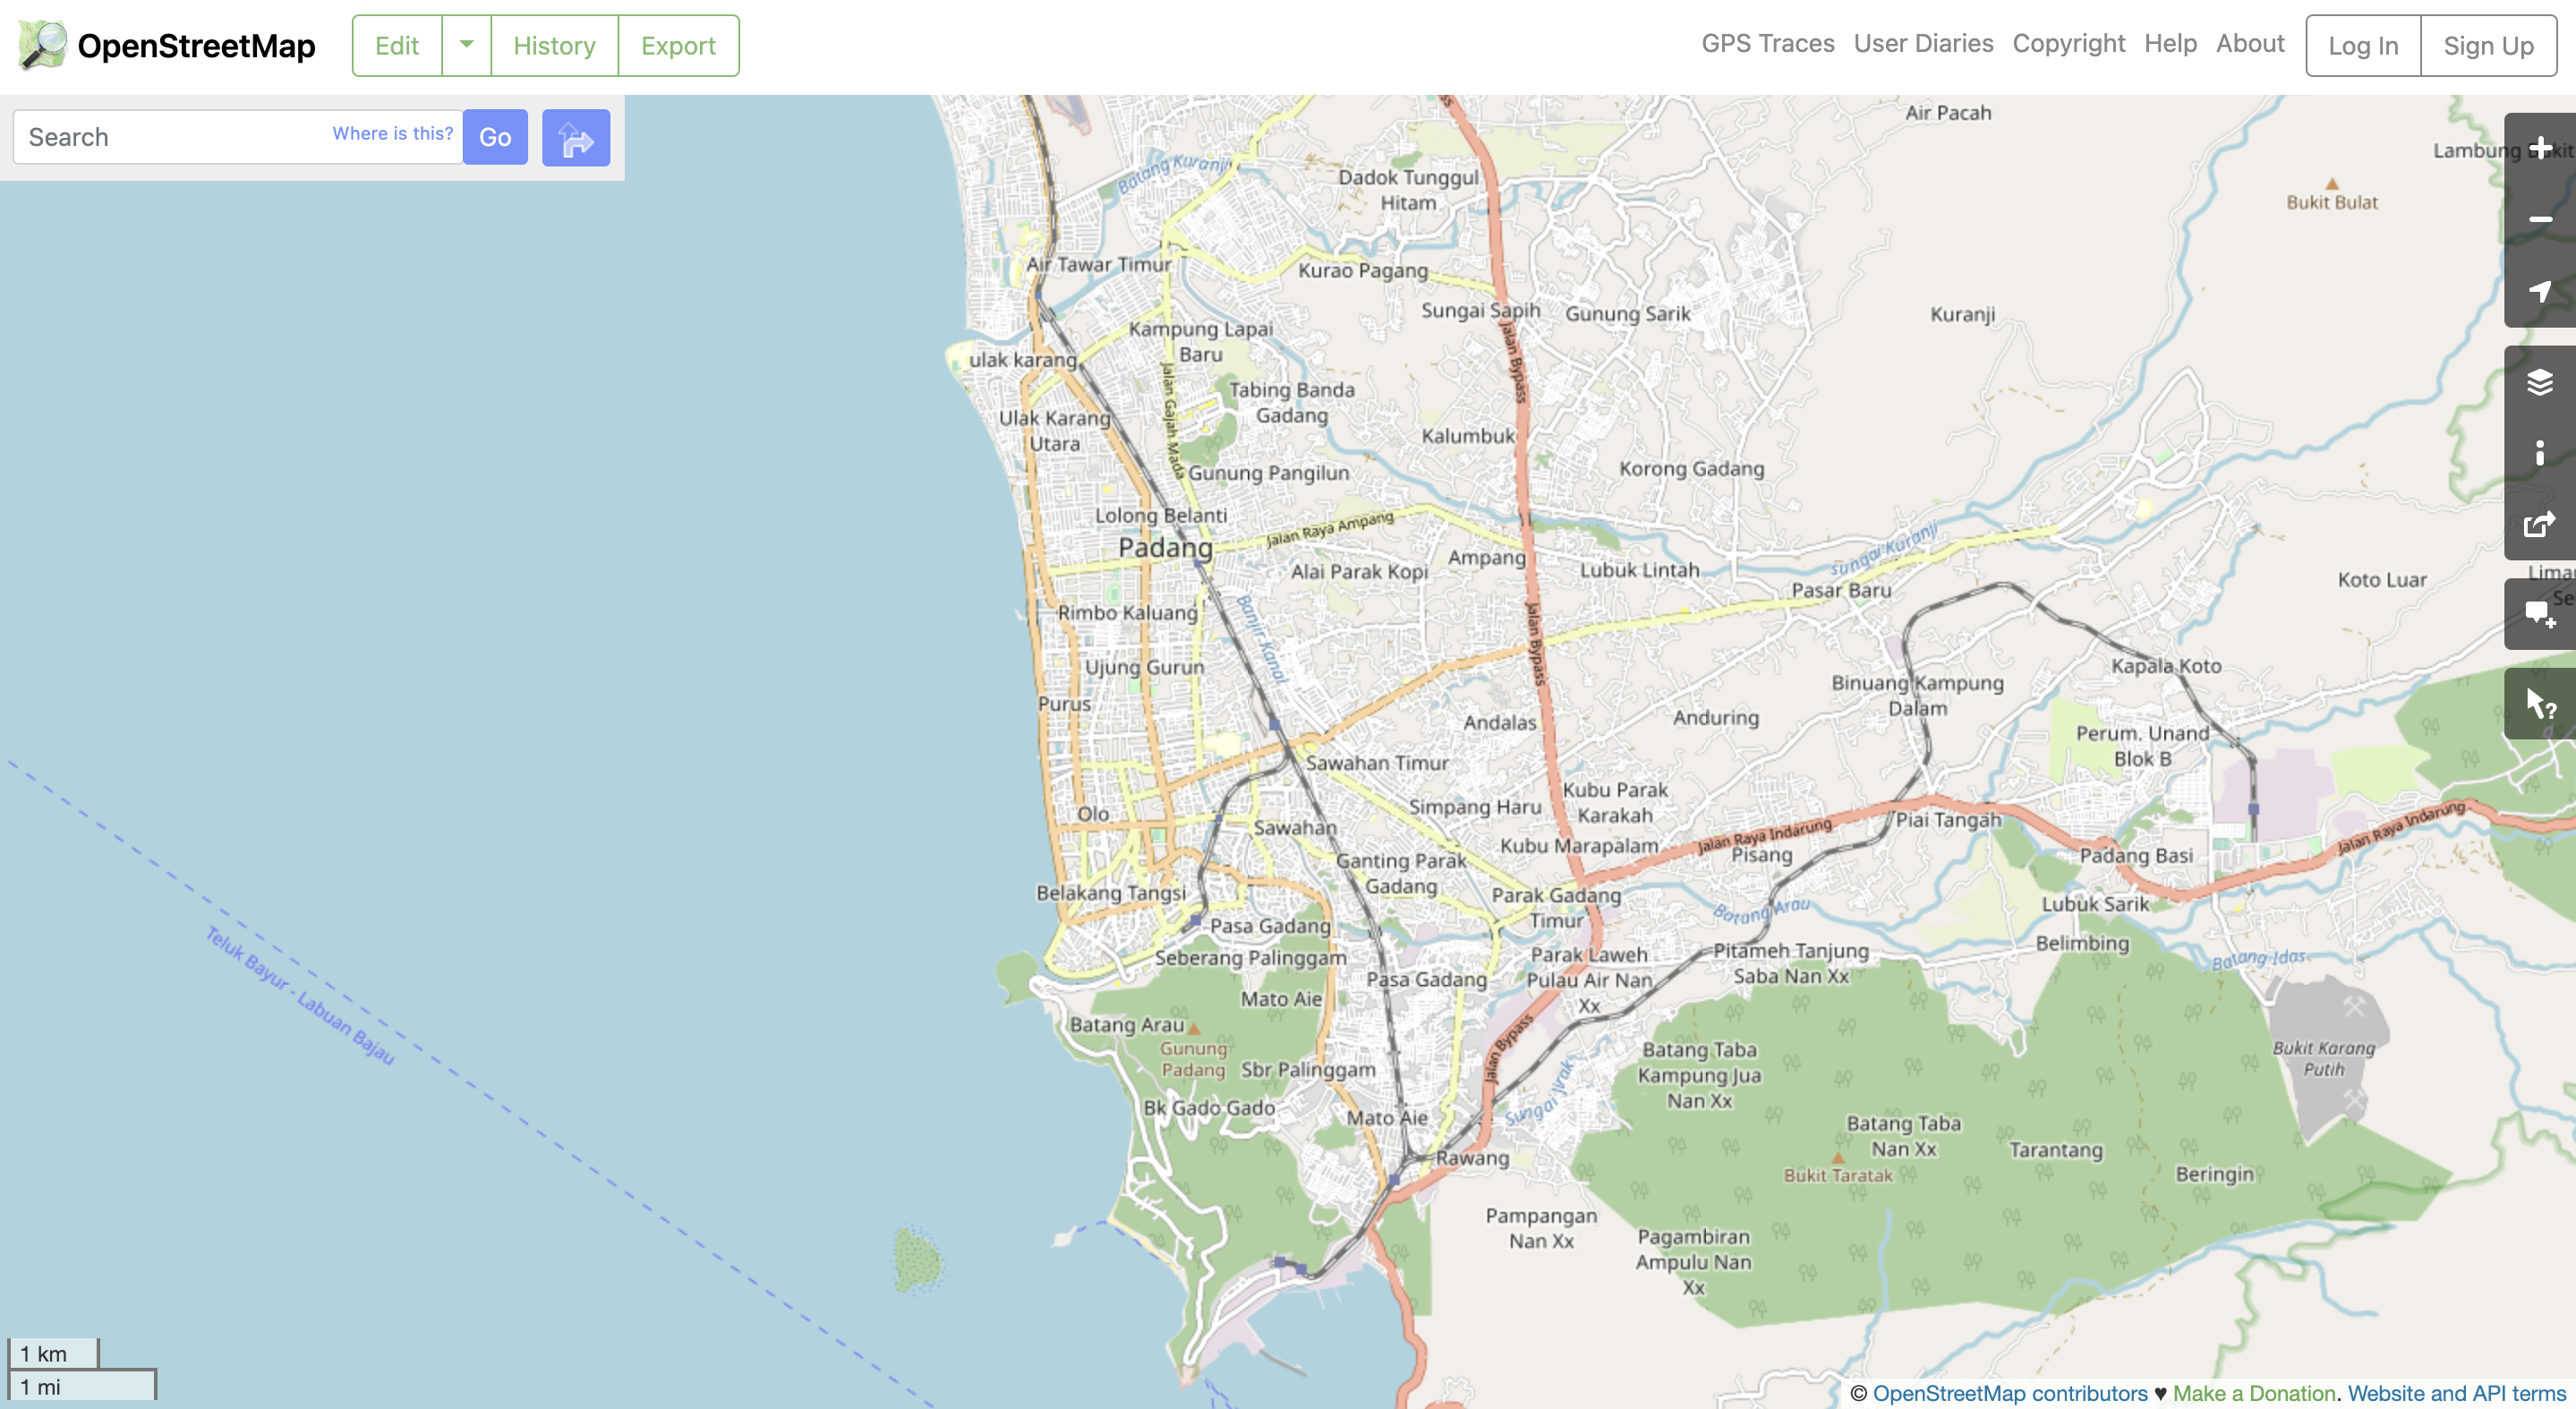 OpenStreetMap
Edit
History
Export
GPS Traces
User Diaries
Copyright
Help
About
Log In
Sign Up
Search
Where is this?
Go
Air Pacah
Bukit Bulat
Batang Kuranji
Dadok Tunggul
Hitam
Air Tawar Timur
Kurao Pagang
Sungai Sapih
Gunung Sarik
Kuranji
Kampung Lapai
Baru
ulak karang
Jalan Bypass
Jalan Gajah Mada
Tabing Banda
Gadang
Ulak Karang
Utara
Kalumbuk
Gunung Pangilun
Korong Gadang
Lolong Belanti
Jalan Raya Ampang
Padang
Ampang
Alai Parak Kopi
Lubuk Lintah
sungai Kuranji
Pasar Baru
Koto Luar
Rimbo Kaluang
Banjir Kanal
Jalan Bypass
Ujung Gurun
Kapala Koto
Binuang Kampung
Dalam
Purus
Andalas
Anduring
Perum. Unand
Blok B
Sawahan Timur
Kubu Parak
Karakah
Simpang Haru
Olo
Sawahan
Jalan Raya Indarung
Piai Tangah
Jalan Raya Indarung
Kubu Marapalam
Pisang
Padang Basi
Ganting Parak
Gadang
Belakang Tangsi
Parak Gadang
Timur
Batang Arau
Lubuk Sarik
Pasa Gadang
Belimbing
Seberang Palinggam
Parak Laweh
Pulau Air Nan
Xx
Pitameh Tanjung
Saba Nan Xx
Batang Idas
Pasa Gadang
Mato Aie
Teluk Bayur - Labuan Bajau
Batang Arau
Gunung
Padang
Jalan Bypass
Batang Taba
Kampung Jua
Nan Xx
Bukit Karang
Putih
Sbr Palinggam
Sungai Jirak
Bk Gado Gado
Mato Aie
Batang Taba
Nan Xx
Tarantang
Rawang
Bukit Taratak
Beringin
Pampangan
Nan Xx
Pagambiran
Ampulu Nan
Xx
1 km
1 mi
© OpenStreetMap contributors ♥ Make a Donation. Website and API terms